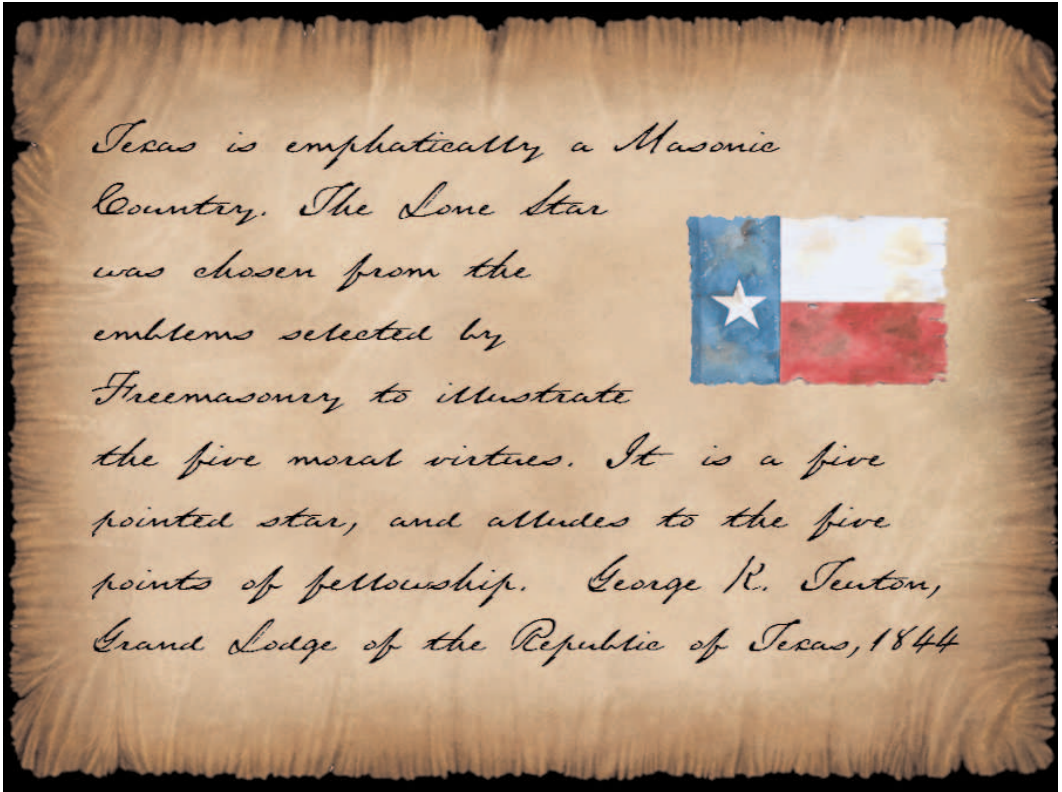 Texas is emphatically a Masonic
Country. The Lone Star
was chosen from the
emblems selected by
Freemasonry to illustrate
the five moral virtues. It is a five
pointed star, and alludes to the five
points of fellowship. George K. Teuton,
Grand Lodge of the Republic of Texas, 1844